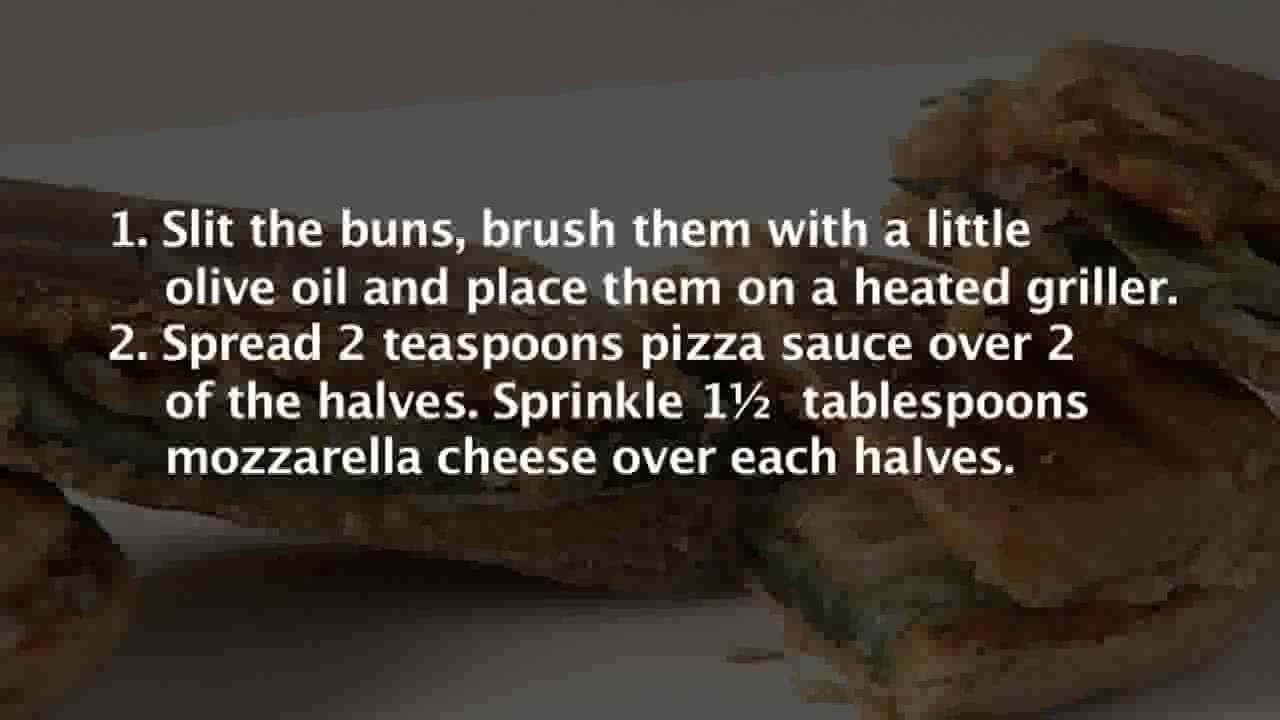 1. Slit the buns, brush them with a little
olive oil and place them on a heated griller.
2. Spread 2 teaspoons pizza sauce over 2
of the halves. Sprinkle 1½ tablespoons
mozzarella cheese over each halves.